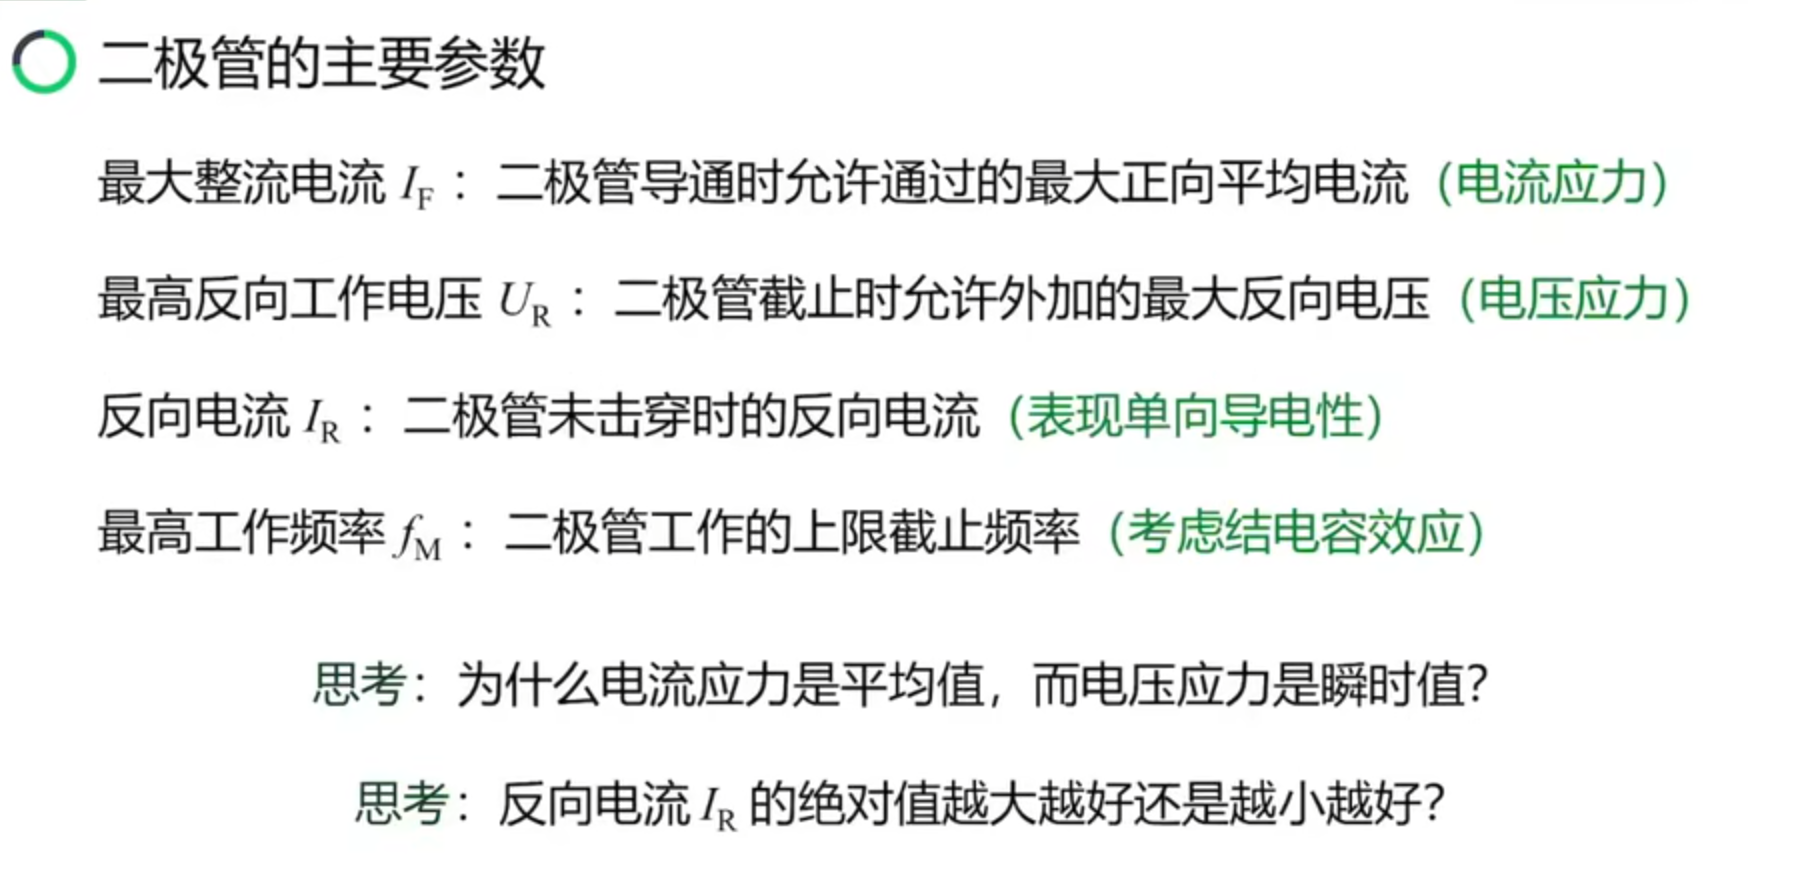 二极管的主要参数
最大整流电流 I_F ：二极管导通时允许通过的最大正向平均电流（电流应力）
最高反向工作电压 U_R ：二极管截止时允许外加的最大反向电压（电压应力）
反向电流 I_R ：二极管未击穿时的反向电流（表现单向导电性）
最高工作频率 f_M ：二极管工作的上限截止频率（考虑结电容效应）
思考：为什么电流应力是平均值，而电压应力是瞬时值？
思考：反向电流 I_R 的绝对值越大越好还是越小越好？